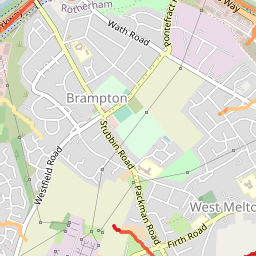 Rotherham
Way
Wath Road
Pontefract
Brampton
Stubbin Road
Westfield Road
Packman Road
West Melto
Firth Road